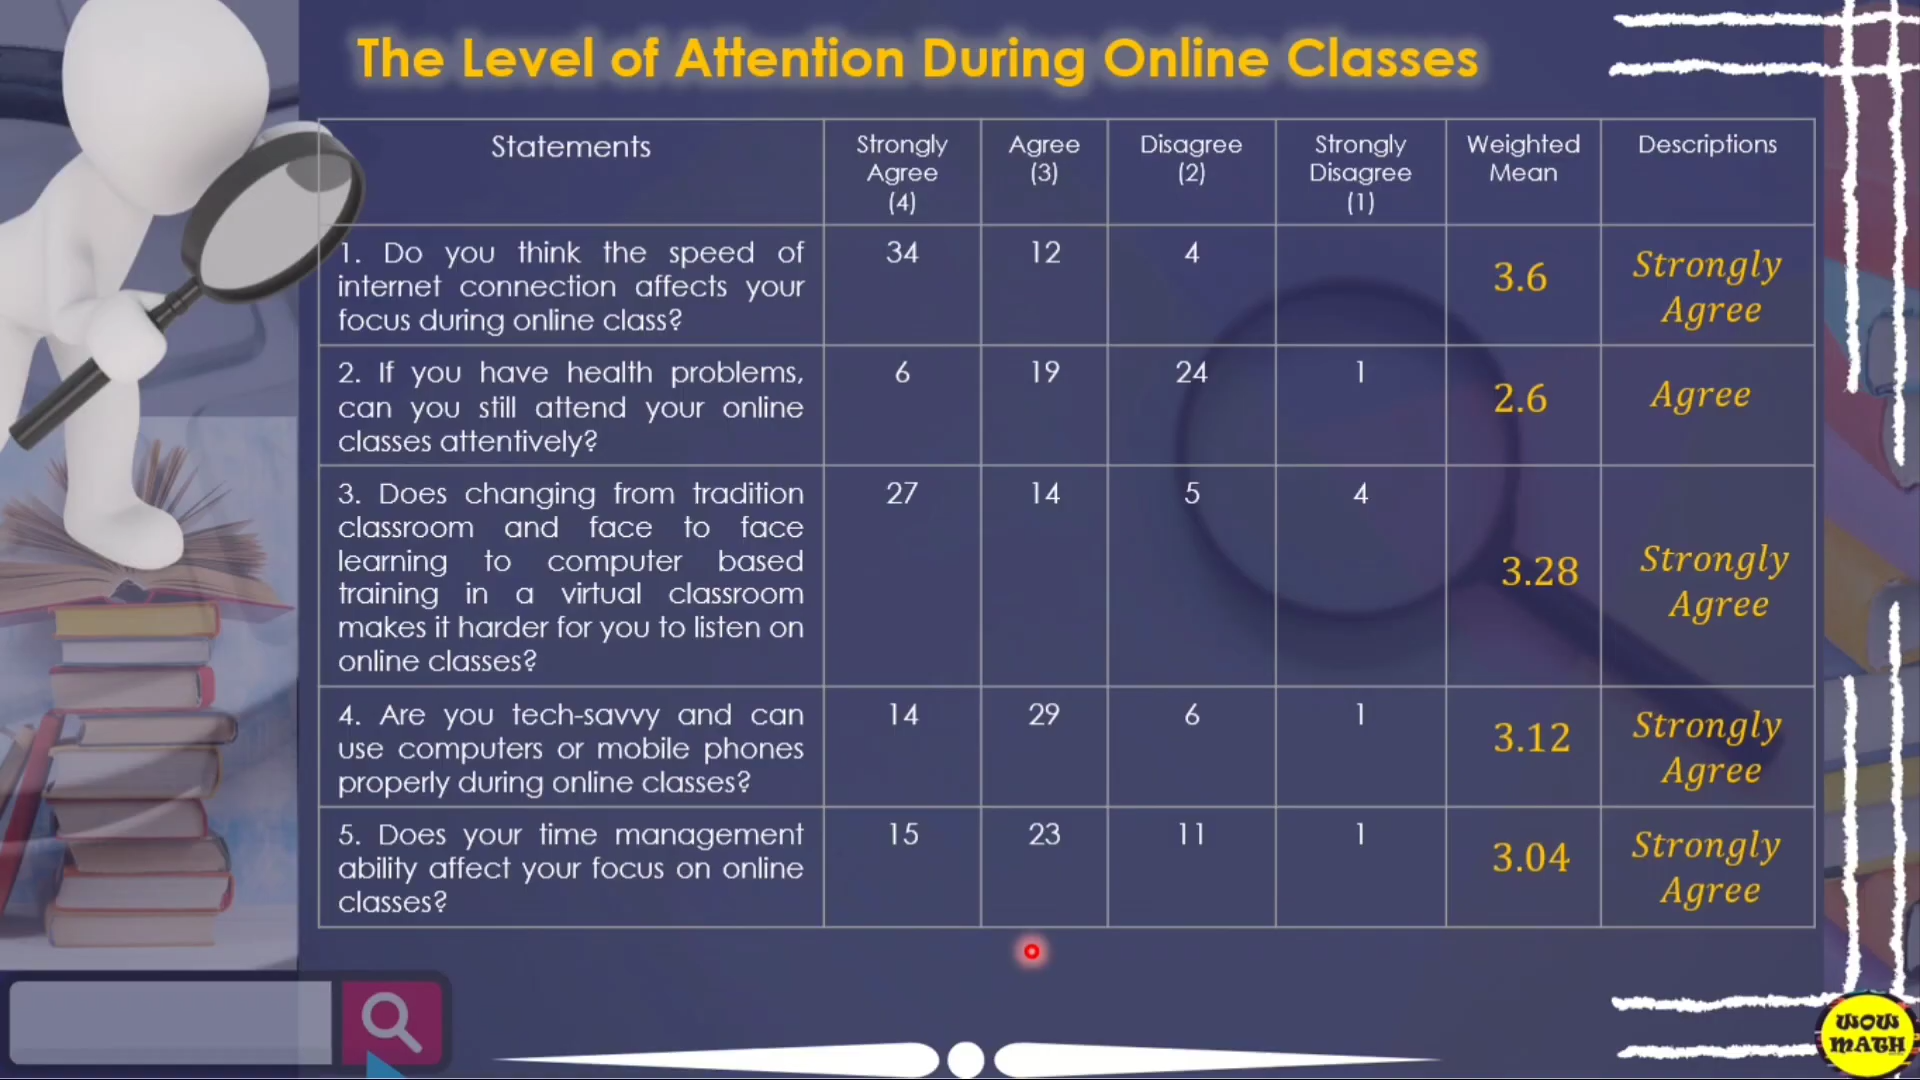 The Level of Attention During Online Classes
Statements
Strongly
Agree
(4)
Agree
(3)
Disagree
(2)
Strongly
Disagree
(1)
Weighted
Mean
Descriptions
1. Do you think the speed of
internet connection affects your
focus during online class?
34
12
4
3.6
Strongly
Agree
2. If you have health problems,
can you still attend your online
classes attentively?
6
19
24
1
2.6
Agree
3. Does changing from tradition
classroom and face to face
learning to computer based
training in a virtual classroom
makes it harder for you to listen on
online classes?
27
14
5
4
3.28
Strongly
Agree
4. Are you tech-savvy and can
use computers or mobile phones
properly during online classes?
14
29
6
1
3.12
Strongly
Agree
5. Does your time management
ability affect your focus on online
classes?
15
23
11
1
3.04
Strongly
Agree
WOW
MATH